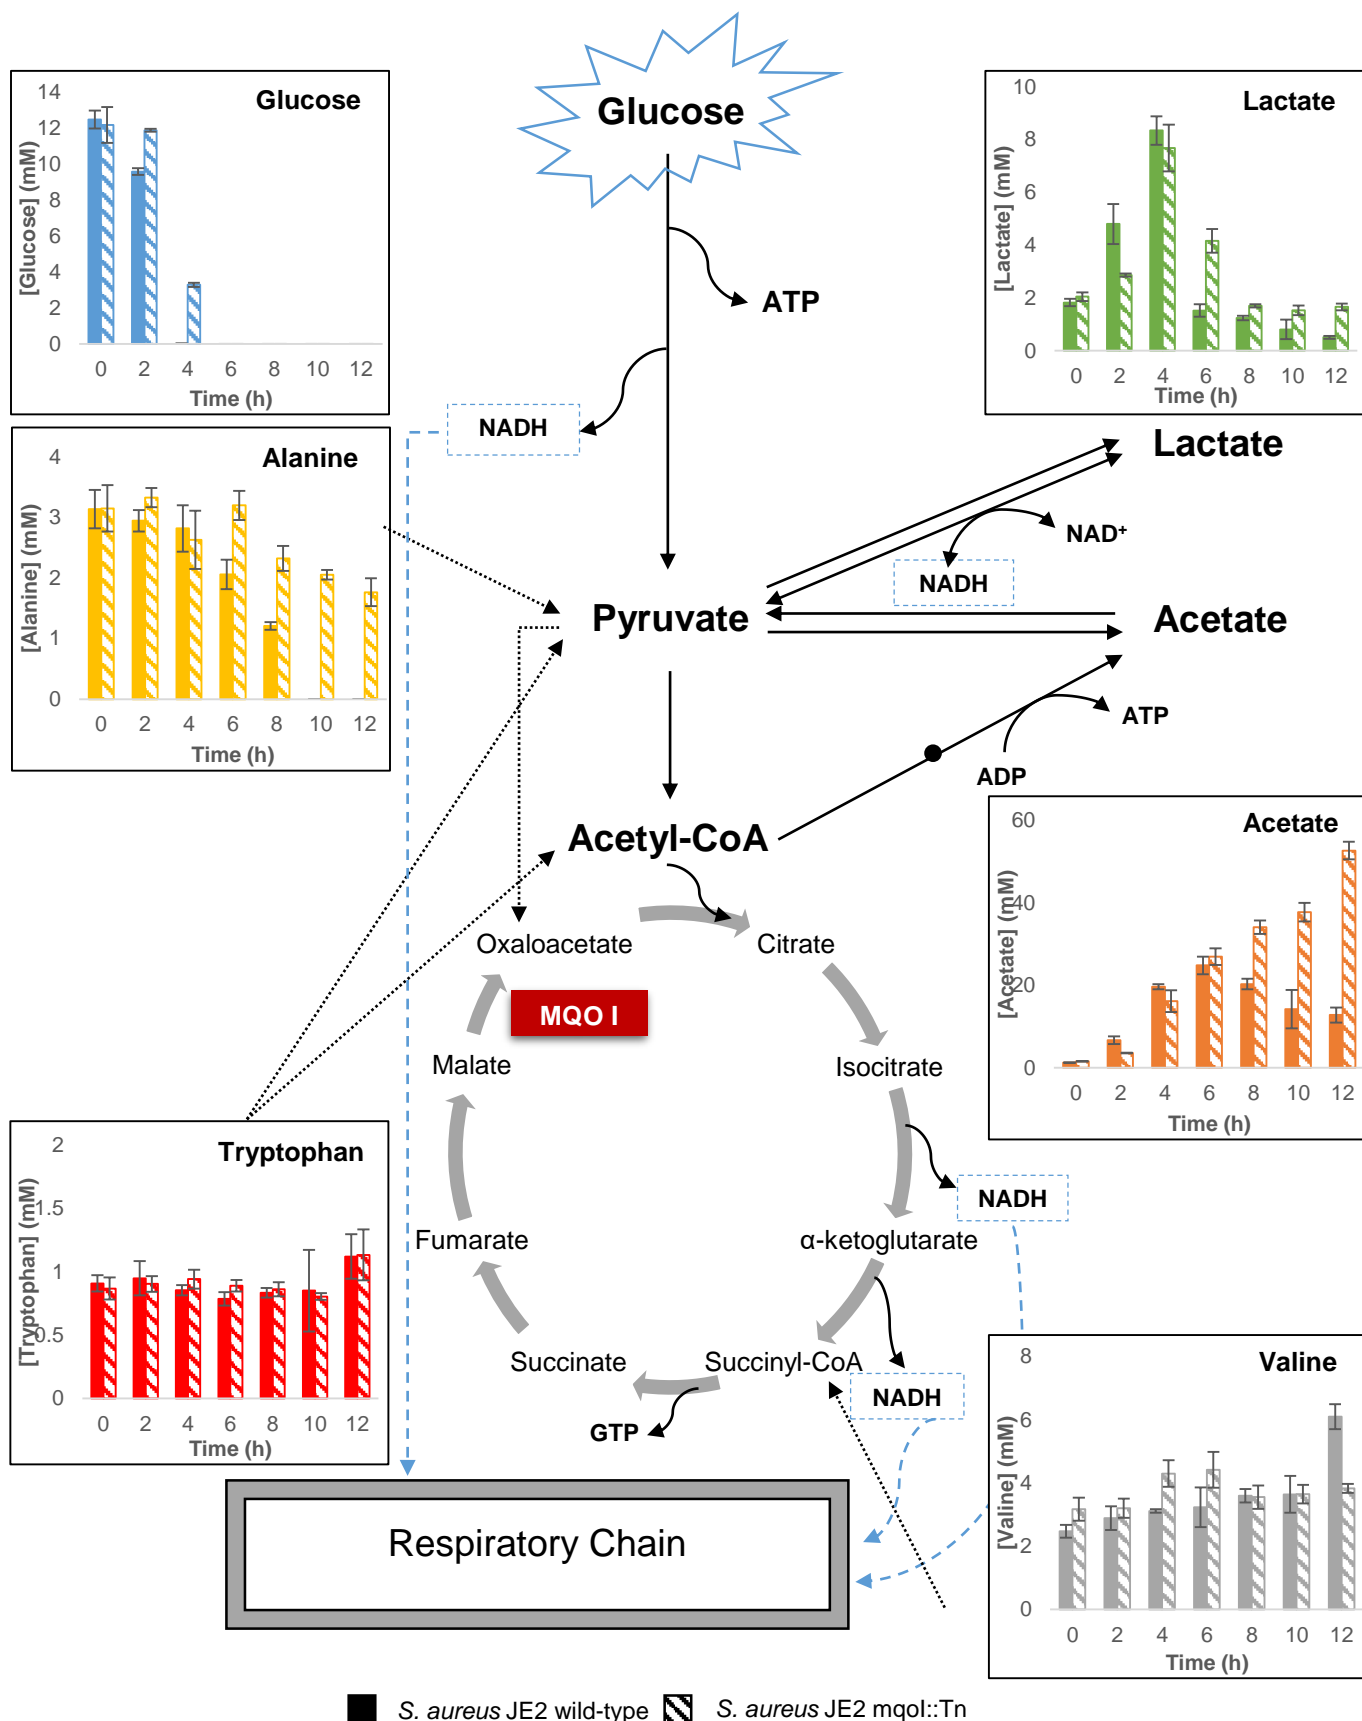 Glucose
14
12
10
8
6
4
2
0
[Glucose] (mM)
0 2 4 6 8 10 12
Time (h)
Glucose
ATP
NADH
Lactate
10
8
6
4
2
0
[Lactate] (mM)
0 2 4 6 8 10 12
Time (h)
Lactate
NAD+
NADH
Alanine
4
3
2
1
0
[Alanine] (mM)
0 2 4 6 8 10 12
Time (h)
Pyruvate
Acetate
ATP
ADP
Acetyl-CoA
Acetate
60
40
20
0
[Acetate] (mM)
0 2 4 6 8 10 12
Time (h)
Oxaloacetate
Citrate
MQO I
Malate
Isocitrate
NADH
Fumarate
α-ketoglutarate
Succinate
Succinyl-CoA
NADH
GTP
Tryptophan
2
1.5
1
0.5
0
[Tryptophan] (mM)
0 2 4 6 8 10 12
Time (h)
Valine
8
6
4
2
0
[Valine] (mM)
0 2 4 6 8 10 12
Time (h)
Respiratory Chain
S. aureus JE2 wild-type
S. aureus JE2 mqoI::Tn